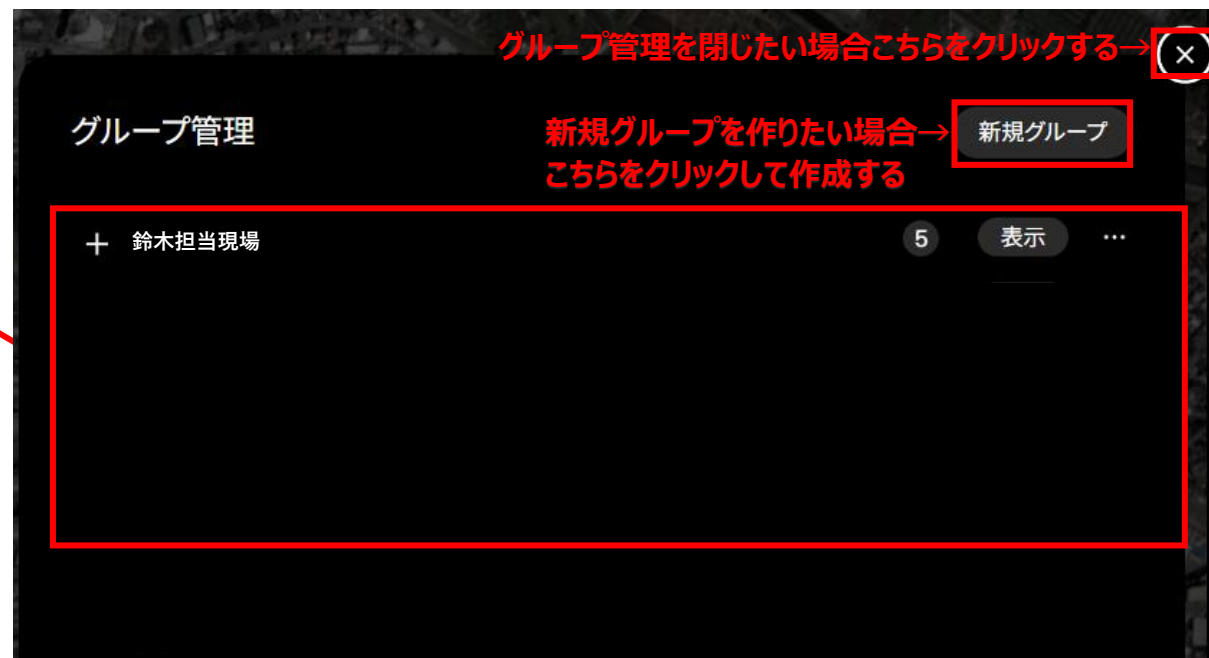 グループ管理を閉じたい場合こちらをクリックする→
×
グループ管理
新規グループを作りたい場合→
こちらをクリックして作成する
新規グループ
+ 鈴木担当現場 5 表示 …